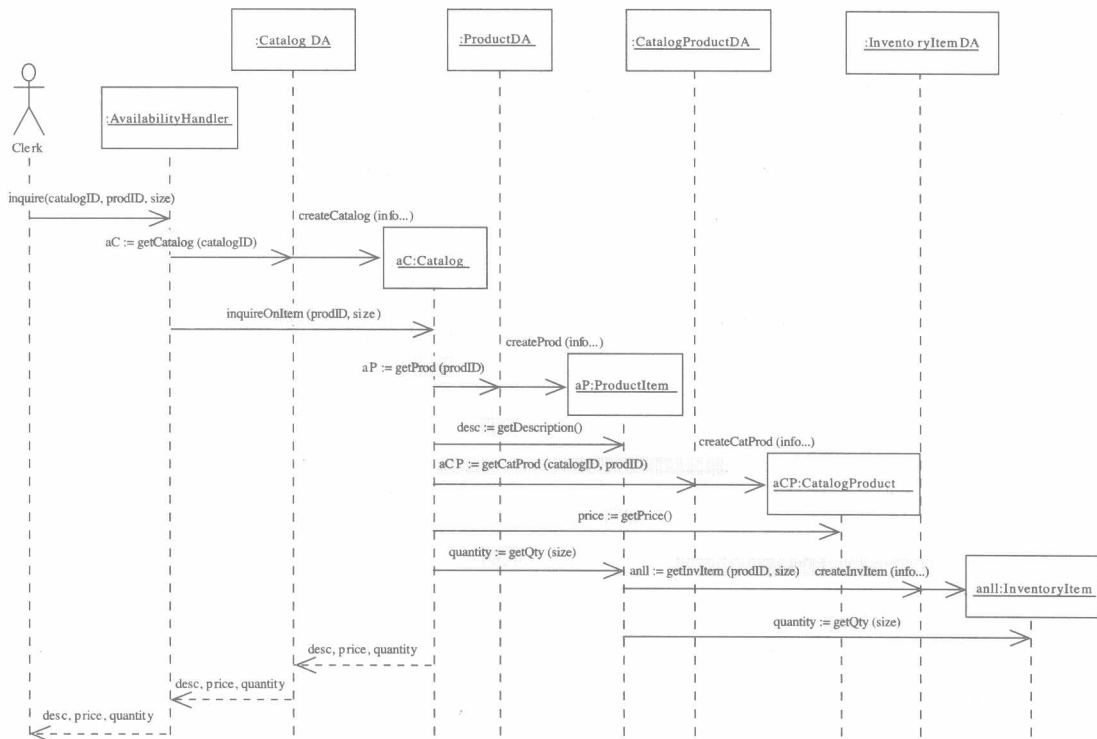 :Catalog DA
:ProductDA
:CatalogProductDA
:Invento ryItem DA
:AvailabilityHandler
Clerk
inquire(catalogID, prodID, size)
createCatalog (info...)
aC := getCatalog (catalogID)
aC:Catalog
inquireOnItem (prodID, size)
createProd (info...)
aP := getProd (prodID)
aP:ProductItem
desc := getDescription()
createCatProd (info...)
aCP := getCatProd (catalogID, prodID)
aCP:CatalogProduct
price := getPrice()
quantity := getQty (size)
anII := getInvItem (prodID, size)
createInvItem (info...)
anII:InventoryItem
quantity := getQty (size)
desc, price, quantity
desc, price, quantity
desc, price, quantity